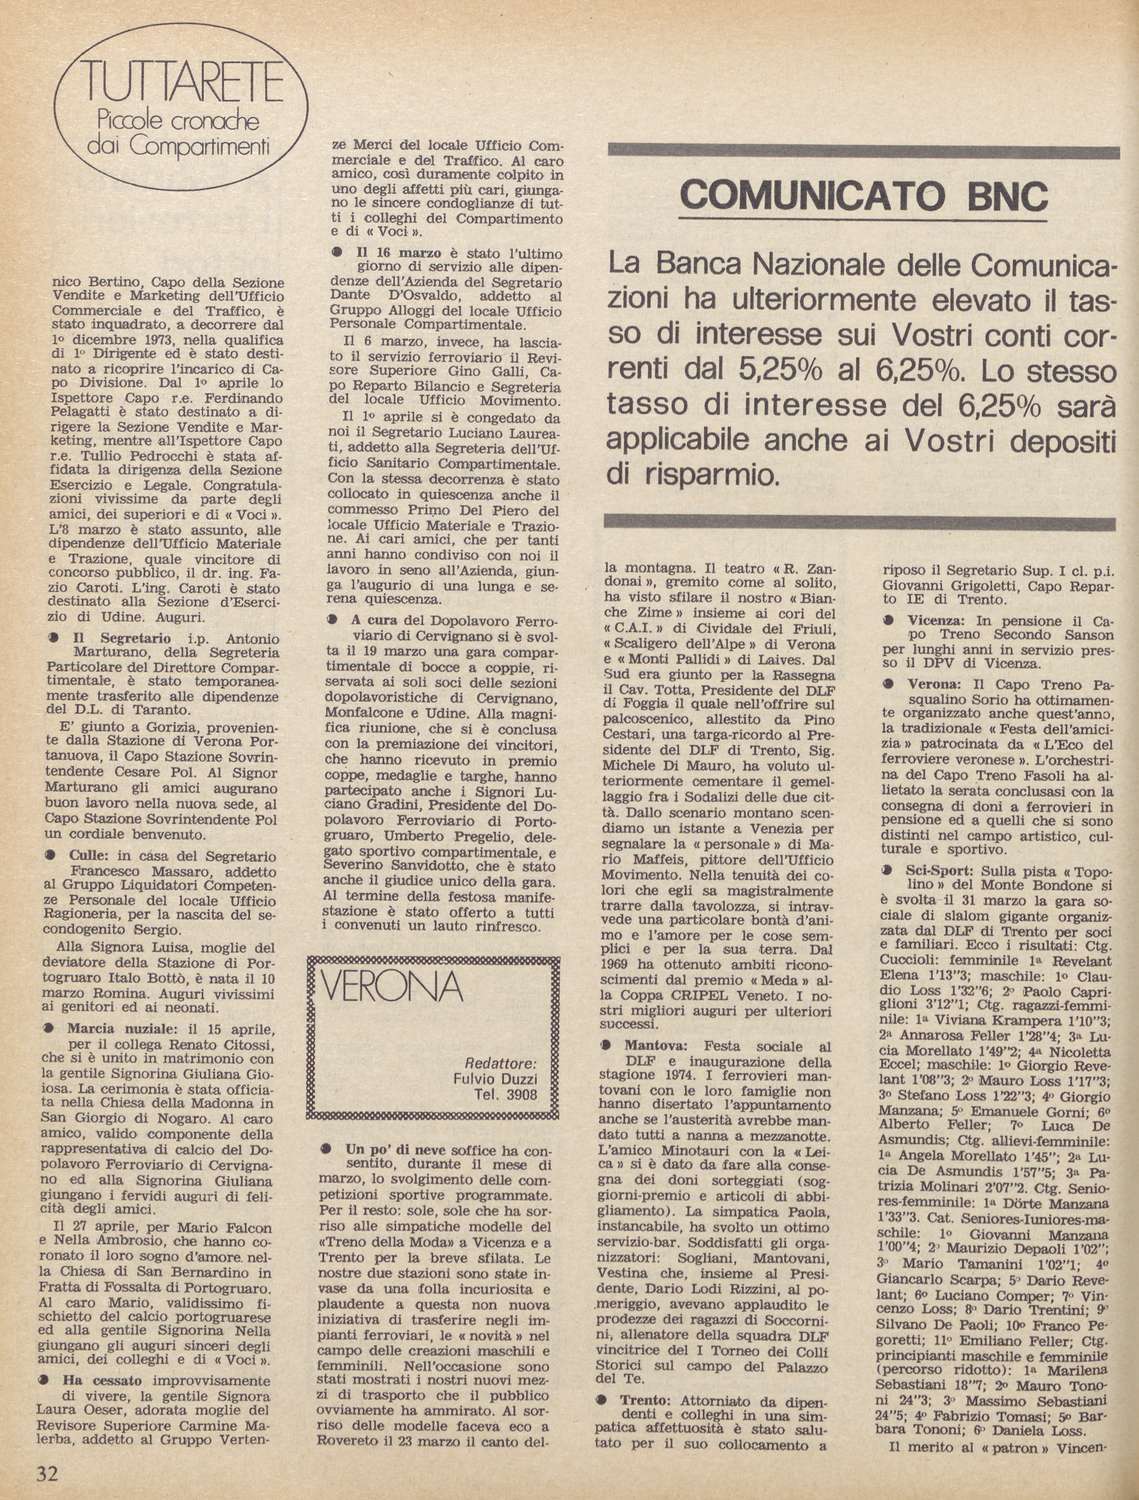 TUTTARETE
Piccole cronache
dai Compartimenti
nico Bertino, Capo della Sezione
Vendite e Marketing dell'Ufficio
Commerciale e del Traffico, è
stato inquadrato, a decorrere dal
1º dicembre 1973, nella qualifica
di 1º Dirigente ed è stato desti-
nato a ricoprire l'incarico di Ca-
po Divisione. Dal 1º aprile lo
Ispettore Capo r.e. Ferdinando
Pelagatti è stato destinato a di-
rigere la Sezione Vendite e Mar-
keting, mentre all'Ispettore Capo
r.e. Tullio Pedrocchi è stata af-
fidata la dirigenza della Sezione
Esercizio e Legale. Congratula-
zioni vivissime da parte degli
amici, dei superiori e di « Voci ».
L'8 marzo è stato assunto, alle
dipendenze dell'Ufficio Materiale
e Trazione, quale vincitore di
concorso pubblico, il dr. ing. Fa-
zio Caroti. L'ing. Caroti è stato
destinato alla Sezione d'Eserci-
zio di Udine. Auguri.
● Il Segretario i.p. Antonio
Marturano, della Segreteria
Particolare del Direttore Compar-
timentale, è stato temporanea-
mente trasferito alle dipendenze
del D.L. di Taranto.
E' giunto a Gorizia, provenien-
te dalla Stazione di Verona Por-
tanuova, il Capo Stazione Sovrin-
tendente Cesare Pol. Al Signor
Marturano gli amici augurano
buon lavoro nella nuova sede, al
Capo Stazione Sovrintendente Pol
un cordiale benvenuto.
● Culle: in casa del Segretario
Francesco Massaro, addetto
al Gruppo Liquidatori Competen-
ze Personale del locale Ufficio
Ragioneria, per la nascita del se-
condogenito Sergio.
Alla Signora Luisa, moglie del
deviatore della Stazione di Por-
togruaro Italo Bottò, è nata il 10
marzo Romina. Auguri vivissimi
ai genitori ed ai neonati.
● Marcia nuziale: il 15 aprile,
per il collega Renato Citossi,
che si è unito in matrimonio con
la gentile Signorina Giuliana Gio-
iosa. La cerimonia è stata officia-
ta nella Chiesa della Madonna in
San Giorgio di Nogaro. Al caro
amico, valido componente della
rappresentativa di calcio del Do-
polavoro Ferroviario di Cervigna-
no ed alla Signorina Giuliana
giungano i fervidi auguri di feli-
cità degli amici.
Il 27 aprile, per Mario Falcon
e Nella Ambrosio, che hanno co-
ronato il loro sogno d'amore nel-
la Chiesa di San Bernardino in
Fratta di Fossalta di Portogruaro.
Al caro Mario, validissimo fi-
schietto del calcio portogruarese
ed alla gentile Signorina Nella
giungano gli auguri sinceri degli
amici, dei colleghi e di « Voci ».
● Ha cessato improvvisamente
di vivere, la gentile Signora
Laura Oeser, adorata moglie del
Revisore Superiore Carmine Ma-
lerba, addetto al Gruppo Verten-
ze Merci del locale Ufficio Com-
merciale e del Traffico. Al caro
amico, così duramente colpito in
uno degli affetti più cari, giunga-
no le sincere condoglianze di tut-
ti i colleghi del Compartimento
e di « Voci ».
● Il 16 marzo è stato l'ultimo
giorno di servizio alle dipen-
denze dell'Azienda del Segretario
Dante D'Osvaldo, addetto al
Gruppo Alloggi del locale Ufficio
Personale Compartimentale.
Il 6 marzo, invece, ha lascia-
to il servizio ferroviario il Revi-
sore Superiore Gino Galli, Ca-
po Reparto Bilancio e Segreteria
del locale Ufficio Movimento.
Il 1º aprile si è congedato da
noi il Segretario Luciano Laurea-
ti, addetto alla Segreteria dell'Uf-
ficio Sanitario Compartimentale.
Con la stessa decorrenza è stato
collocato in quiescenza anche il
commesso Primo Del Piero del
locale Ufficio Materiale e Trazio-
ne. Ai cari amici, che per tanti
anni hanno condiviso con noi il
lavoro in seno all'Azienda, giun-
ga l'augurio di una lunga e se-
rena quiescenza.
● A cura del Dopolavoro Ferro-
viario di Cervignano si è svol-
ta il 19 marzo una gara compar-
timentale di bocce a coppie, ri-
servata ai soli soci delle sezioni
dopolavoristiche di Cervignano,
Monfalcone e Udine. Alla magni-
fica riunione, che si è conclusa
con la premiazione dei vincitori,
che hanno ricevuto in premio
coppe, medaglie e targhe, hanno
partecipato anche i Signori Lu-
ciano Gradini, Presidente del Do-
polavoro Ferroviario di Porto-
gruaro, Umberto Pregelio, dele-
gato sportivo compartimentale, e
Severino Sanvidotto, che è stato
anche il giudice unico della gara.
Al termine della festosa manife-
stazione è stato offerto a tutti
i convenuti un lauto rinfresco.
VERONA
Redattore:
Fulvio Duzzi
Tel. 3908
● Un po' di neve soffice ha con-
sentito, durante il mese di
marzo, lo svolgimento delle com-
petizioni sportive programmate.
Per il resto: sole, sole che ha sor-
riso alle simpatiche modelle del
«Treno della Moda» a Vicenza e a
Trento per la breve sfilata. Le
nostre due stazioni sono state in-
vase da una folla incuriosita e
plaudente a questa non nuova
iniziativa di trasferire negli im-
pianti ferroviari, le « novità » nel
campo delle creazioni maschili e
femminili. Nell'occasione sono
stati mostrati i nostri nuovi mez-
zi di trasporto che il pubblico
ovviamente ha ammirato. Al sor-
riso delle modelle faceva eco a
Rovereto il 23 marzo il canto del-
COMUNICATO BNC
La Banca Nazionale delle Comunica-
zioni ha ulteriormente elevato il tas-
so di interesse sui Vostri conti cor-
renti dal 5,25% al 6,25%. Lo stesso
tasso di interesse del 6,25% sarà
applicabile anche ai Vostri depositi
di risparmio.
la montagna. Il teatro « R. Zan-
donai », gremito come al solito,
ha visto sfilare il nostro « Bian-
che Zime » insieme ai cori del
« C.A.I. » di Cividale del Friuli,
« Scaligero dell'Alpe » di Verona
e « Monti Pallidi » di Laives. Dal
Sud era giunto per la Rassegna
il Cav. Totta, Presidente del DLF
di Foggia il quale nell'offrire sul
palcoscenico, allestito da Pino
Cestari, una targa-ricordo al Pre-
sidente del DLF di Trento, Sig.
Michele Di Mauro, ha voluto ul-
teriormente cementare il gemel-
laggio fra i Sodalizi delle due cit-
tà. Dallo scenario montano scen-
diamo un istante a Venezia per
segnalare la « personale » di Ma-
rio Maffeis, pittore dell'Ufficio
Movimento. Nella tenuità dei co-
lori che egli sa magistralmente
trarre dalla tavolozza, si intrav-
vede una particolare bontà d'ani-
mo e l'amore per le cose sem-
plici e per la sua terra. Dal
1969 ha ottenuto ambiti ricono-
scimenti dal premio « Meda » al-
la Coppa CRIPEL Veneto. I no-
stri migliori auguri per ulteriori
successi.
● Mantova: Festa sociale al
DLF e inaugurazione della
stagione 1974. I ferrovieri man-
tovani con le loro famiglie non
hanno disertato l'appuntamento
anche se l'austerità avrebbe man-
dato tutti a nanna a mezzanotte.
L'amico Minotauri con la « Lei-
ca » si è dato da fare alla conse-
gna dei doni sorteggiati (sog-
giorni-premio e articoli di abbi-
gliamento). La simpatica Paola,
instancabile, ha svolto un ottimo
servizio-bar. Soddisfatti gli orga-
nizzatori: Sogliani, Mantovani,
Vestina che, insieme al Presi-
dente, Dario Lodi Rizzini, al po-
meriggio, avevano applaudito le
prodezze dei ragazzi di Soccorni-
ni, allenatore della squadra DLF
vincitrice del I Torneo dei Colli
Storici sul campo del Palazzo
del Te.
● Trento: Attorniato da dipen-
denti e colleghi in una sim-
patica affettuosità è stato salu-
tato per il suo collocamento a
riposo il Segretario Sup. I cl. p.i.
Giovanni Grigoletti, Capo Repar-
to IE di Trento.
● Vicenza: In pensione il Ca-
po Treno Secondo Sanson
per lunghi anni in servizio pres-
so il DPV di Vicenza.
● Verona: Il Capo Treno Pa-
squalino Sorio ha ottimamen-
te organizzato anche quest'anno,
la tradizionale « Festa dell'amici-
zia » patrocinata da « L'Eco del
ferroviere veronese ». L'orchestri-
na del Capo Treno Fasoli ha al-
lietato la serata conclusasi con la
consegna di doni a ferrovieri in
pensione ed a quelli che si sono
distinti nel campo artistico, cul-
turale e sportivo.
● Sci-Sport: Sulla pista « Topo-
lino » del Monte Bondone si
è svolta il 31 marzo la gara so-
ciale di slalom gigante organiz-
zata dal DLF di Trento per soci
e familiari. Ecco i risultati: Ctg.
Cuccioli: femminile 1ª Revelant
Elena 1'13"3; maschile: 1º Clau-
dio Loss 1'32"6; 2º Paolo Capri-
glioni 3'12"1; Ctg. ragazzi-femmi-
nile: 1ª Viviana Krampera 1'10"3;
2ª Annarosa Feller 1'28"4; 3ª Lu-
cia Morellato 1'49"2; 4ª Nicoletta
Eccel; maschile: 1º Giorgio Reve-
lant 1'08"3; 2º Mauro Loss 1'17"3;
3º Stefano Loss 1'22"3; 4º Giorgio
Manzana; 5º Emanuele Gorni; 6º
Alberto Feller; 7º Luca De
Asmundis; Ctg. allievi-femminile:
1ª Angela Morellato 1'45"; 2ª Lu-
cia De Asmundis 1'57"5; 3ª Pa-
trizia Molinari 2'07"2. Ctg. Senio-
res-femminile: 1ª Dörte Manzana
1'33"3. Cat. Seniores-Iuniores-ma-
schile: 1º Giovanni Manzana
1'00"4; 2º Maurizio Depaoli 1'02";
3º Mario Tamanini 1'02"1; 4º
Giancarlo Scarpa; 5º Dario Reve-
lant; 6º Luciano Comper; 7º Vin-
cenzo Loss; 8º Dario Trentini; 9º
Silvano De Paoli; 10º Franco Pe-
goretti; 11º Emiliano Feller; Ctg.
principianti maschile e femminile
(percorso ridotto): 1ª Marilena
Sebastiani 18"7; 2º Mauro Tono-
ni 24"3; 3º Massimo Sebastiani
24"5; 4º Fabrizio Tomasi; 5º Bar-
bara Tononi; 6º Daniela Loss.
Il merito al « patron » Vincen-
32